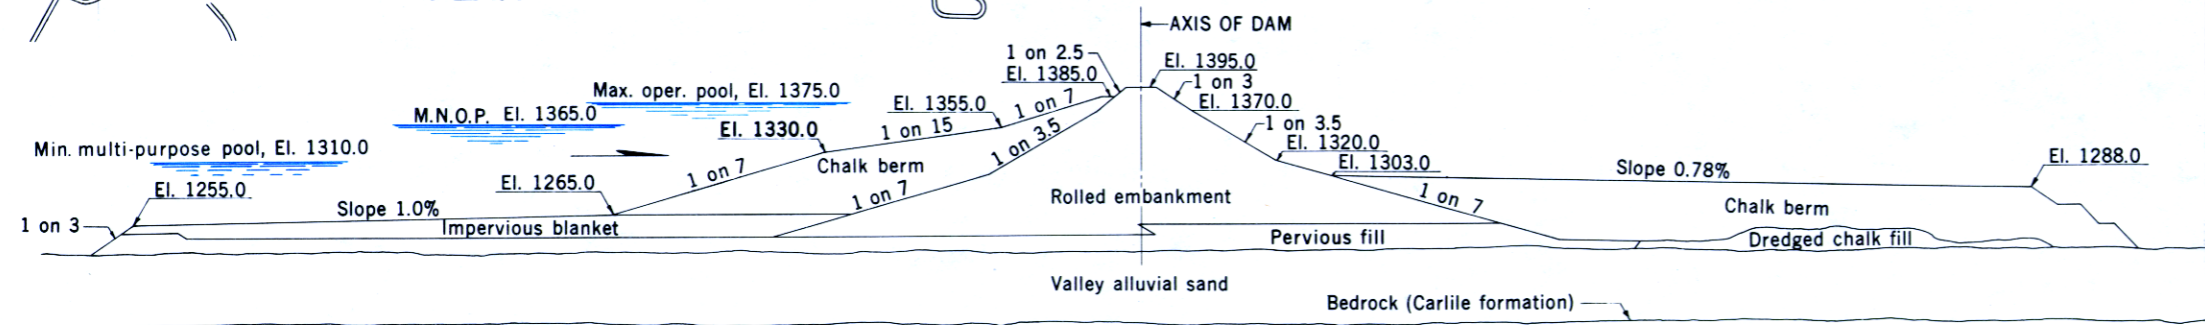 AXIS OF DAM
1 on 2.5
El. 1385.0
El. 1395.0
1 on 3
Max. oper. pool, El. 1375.0
El. 1355.0
1 on 7
El. 1370.0
M.N.O.P. El. 1365.0
El. 1330.0
1 on 15
1 on 3.5
1 on 3.5
El. 1320.0
Min. multi-purpose pool, El. 1310.0
El. 1303.0
Slope 0.78%
El. 1288.0
El. 1255.0
El. 1265.0
1 on 7
Chalk berm
1 on 7
Rolled embankment
1 on 7
Chalk berm
Slope 1.0%
1 on 3
Impervious blanket
Pervious fill
Dredged chalk fill
Valley alluvial sand
Bedrock (Carlile formation)